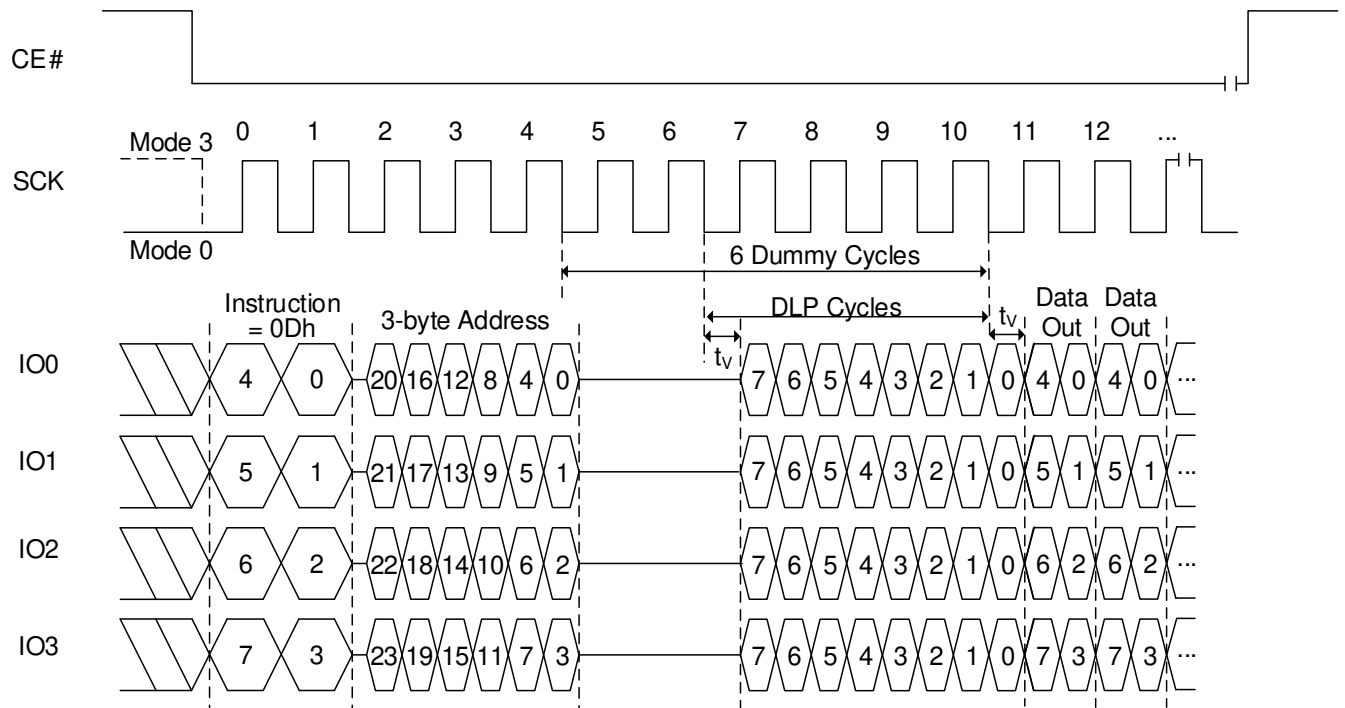 CE#
Mode 3
0 1 2 3 4 5 6 7 8 9 10 11 12 ...
SCK
Mode 0
6 Dummy Cycles
Instruction
= 0Dh
3-byte Address
DLP Cycles
tV
Data
Out
Data
Out
tV
IO0
4 0 20 16 12 8 4 0 7 6 5 4 3 2 1 0 4 0 4 0 ...
IO1
5 1 21 17 13 9 5 1 7 6 5 4 3 2 1 0 5 1 5 1 ...
IO2
6 2 22 18 14 10 6 2 7 6 5 4 3 2 1 0 6 2 6 2 ...
IO3
7 3 23 19 15 11 7 3 7 6 5 4 3 2 1 0 7 3 7 3 ...